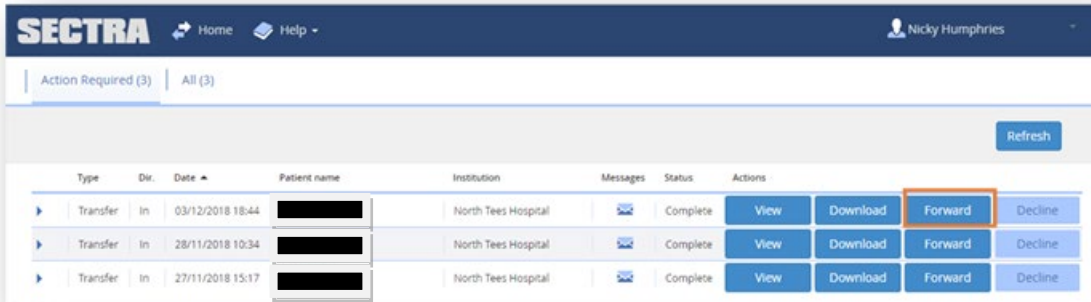 SECTRA Home Help Nicky Humphries
Action Required (3) All (3)
Refresh
Type Dir. Date Patient name Institution Messages Status Actions
Transfer In 03/12/2018 18:44 North Tees Hospital Complete View Download Forward Decline
Transfer In 28/11/2018 10:34 North Tees Hospital Complete View Download Forward Decline
Transfer In 27/11/2018 15:17 North Tees Hospital Complete View Download Forward Decline